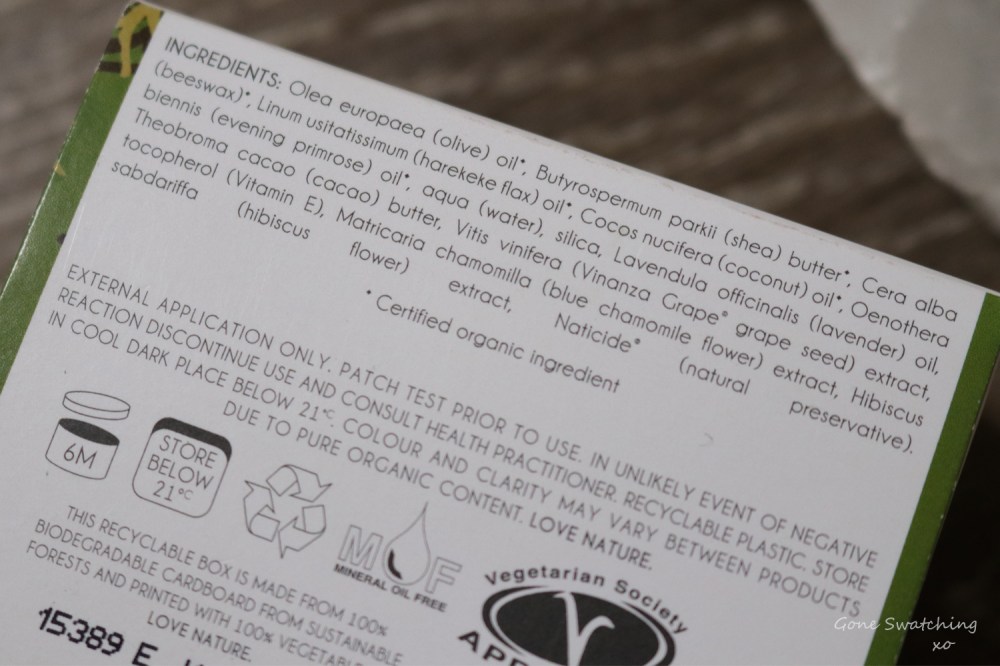 INGREDIENTS: Olea europaea (olive) oil*, Butyrospermum parkii (shea) butter*, Cera alba
(beeswax)*, Linum usitatissimum (harekeke flax) oil*, Cocos nucifera (coconut) oil*, Oenothera
biennis (evening primrose) oil*, aqua (water), silica, Lavendula officinalis (lavender) oil,
Theobroma cacao (cacao) butter, Vitis vinifera (Vinanza Grape® grape seed) extract,
tocopherol (Vitamin E), Matricaria chamomilla (blue chamomile flower) extract, Hibiscus
sabdariffa (hibiscus flower) extract, Naticide® (natural preservative).
* Certified organic ingredient
EXTERNAL APPLICATION ONLY. PATCH TEST PRIOR TO USE. IN UNLIKELY EVENT OF NEGATIVE
REACTION DISCONTINUE USE AND CONSULT HEALTH PRACTITIONER. RECYCLABLE PLASTIC. STORE
IN COOL DARK PLACE BELOW 21°C. COLOUR AND CLARITY MAY VARY BETWEEN PRODUCTS
DUE TO PURE ORGANIC CONTENT. LOVE NATURE.
6M
STORE
BELOW
21°C
MOF
MINERAL OIL FREE
Vegetarian Society
THIS RECYCLABLE BOX IS MADE FROM 100%
BIODEGRADABLE CARDBOARD FROM SUSTAINABLE
FORESTS AND PRINTED WITH 100%
LOVE NATURE.
15389 E
Gone Swatching
xo